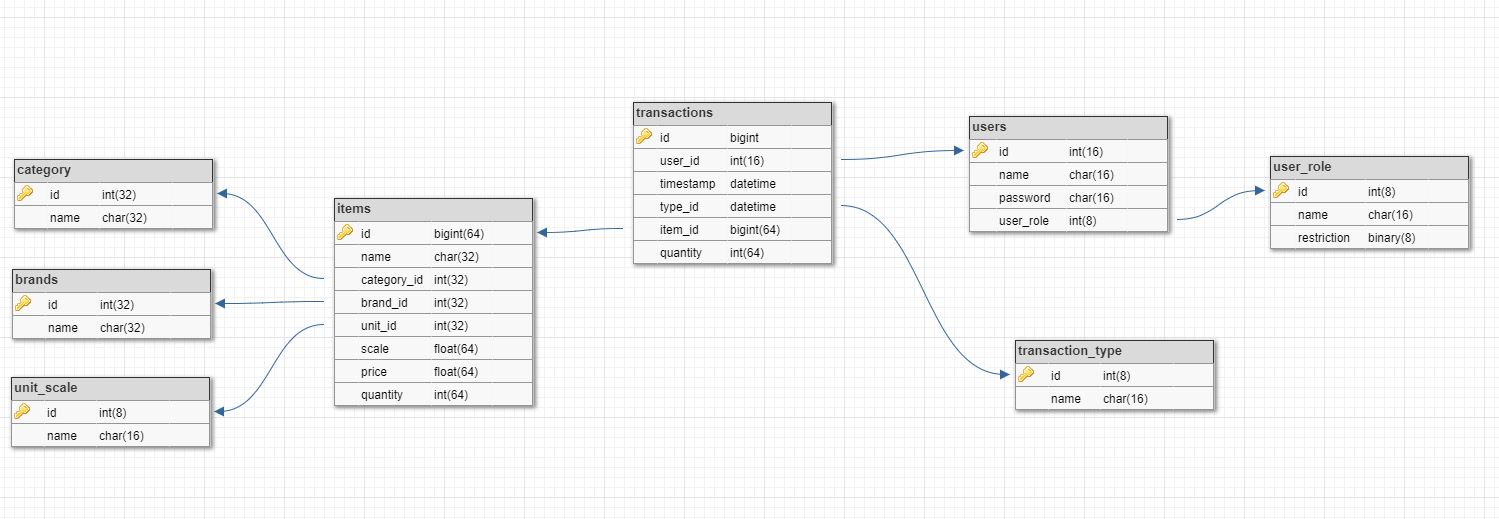 category
id int(32)
name char(32)
brands
id int(32)
name char(32)
unit_scale
id int(8)
name char(16)
items
id bigint(64)
name char(32)
category_id int(32)
brand_id int(32)
unit_id int(32)
scale float(64)
price float(64)
quantity int(64)
transactions
id bigint
user_id int(16)
timestamp datetime
type_id datetime
item_id bigint(64)
quantity int(64)
users
id int(16)
name char(16)
password char(16)
user_role int(8)
transaction_type
id int(8)
name char(16)
user_role
id int(8)
name char(16)
restriction binary(8)